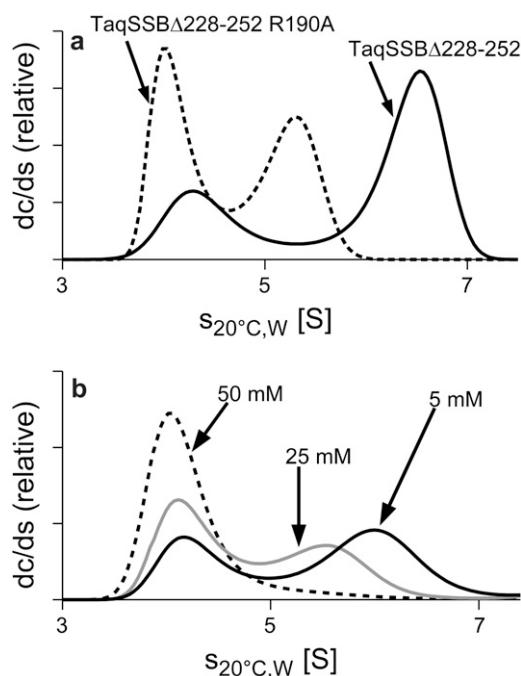 a
TaqSSBΔ228-252 R190A
TaqSSBΔ228-252
dc/ds (relative)
3 5 7
s20°C,W [S]
b
50 mM
5 mM
25 mM
dc/ds (relative)
3 5 7
s20°C,W [S]